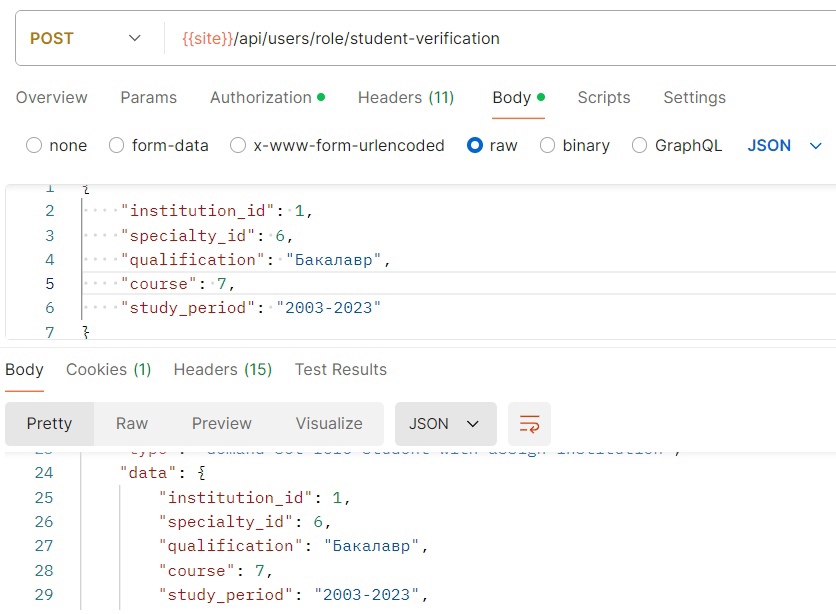 POST {{site}}/api/users/role/student-verification
Overview Params Authorization Headers (11) Body Scripts Settings
none form-data x-www-form-urlencoded raw binary GraphQL JSON
1 {
2 "institution_id": 1,
3 "specialty_id": 6,
4 "qualification": "Бакалавр",
5 "course": 7,
6 "study_period": "2003-2023"
7 }
Body Cookies (1) Headers (15) Test Results
Pretty Raw Preview Visualize JSON
23 "type":
24 "data": {
25 "institution_id": 1,
26 "specialty_id": 6,
27 "qualification": "Бакалавр",
28 "course": 7,
29 "study_period": "2003-2023",